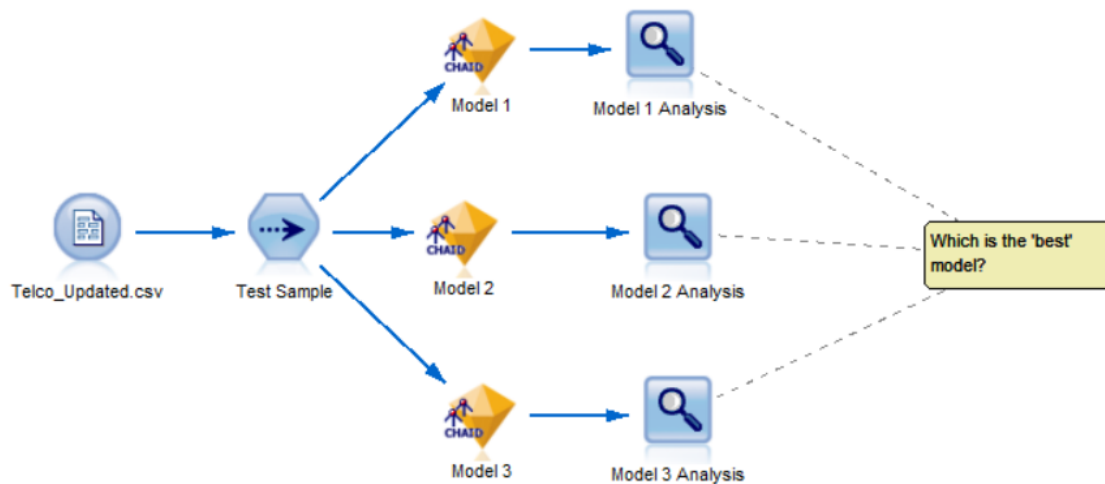 CHAID
Model 1
Model 1 Analysis
Telco_Updated.csv
Test Sample
CHAID
Model 2
Model 2 Analysis
Which is the 'best'
model?
CHAID
Model 3
Model 3 Analysis